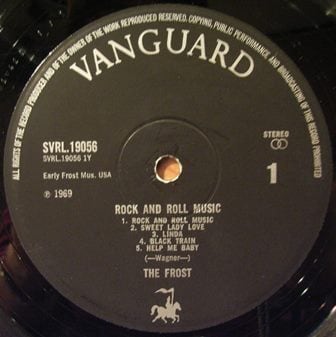 ALL RIGHTS OF THE RECORD PRODUCER AND OF THE OWNER OF THE WORK REPRODUCED RESERVED. COPYING, PUBLIC PERFORMANCE AND BROADCASTING OF THIS RECORD PROHIBITED
VANGUARD
SVRL.19056
SVRL.19056 1Y
STEREO
Early Frost Mus. USA
1
℗ 1969
ROCK AND ROLL MUSIC
1. ROCK AND ROLL MUSIC
2. SWEET LADY LOVE
3. LINDA
4. BLACK TRAIN
5. HELP ME BABY
(—Wagner—)
THE FROST